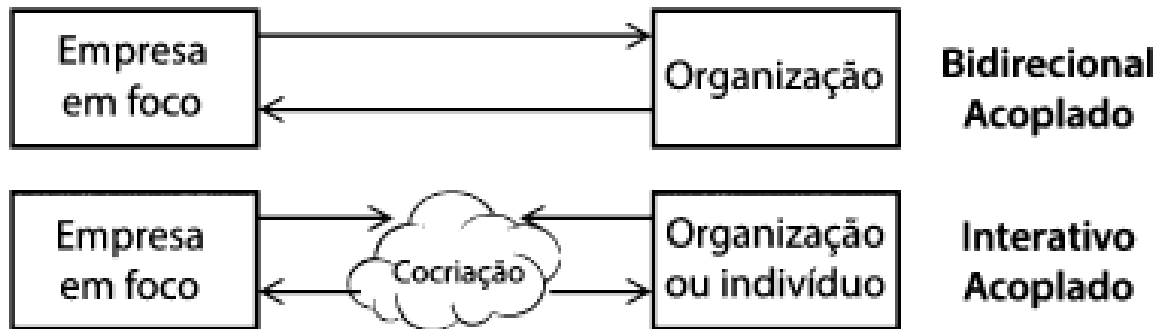 Empresa
em foco
Organização
Bidirecional
Acoplado
Empresa
em foco
Cocriação
Organização
ou indivíduo
Interativo
Acoplado